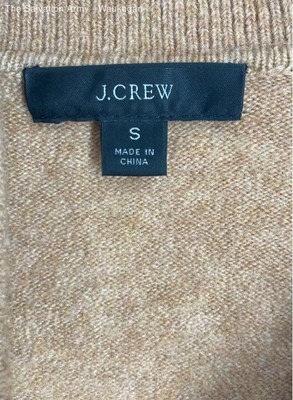 The Salvation Army - Waukegan
J.CREW
S
MADE IN
CHINA